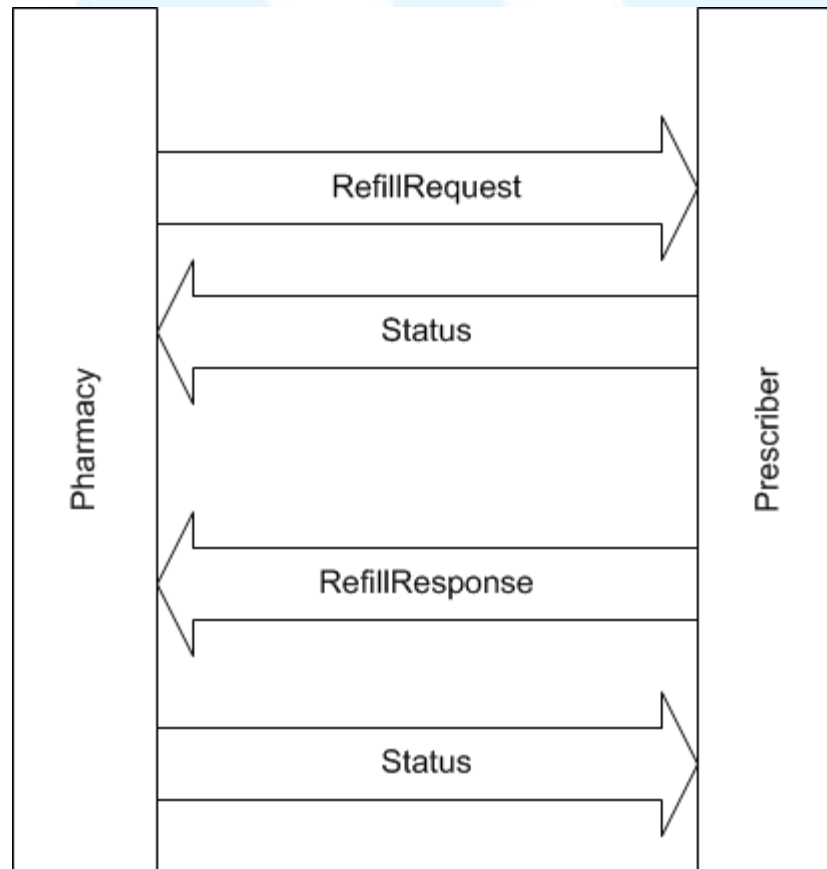 RefillRequest
Status
Pharmacy
Prescriber
RefillResponse
Status